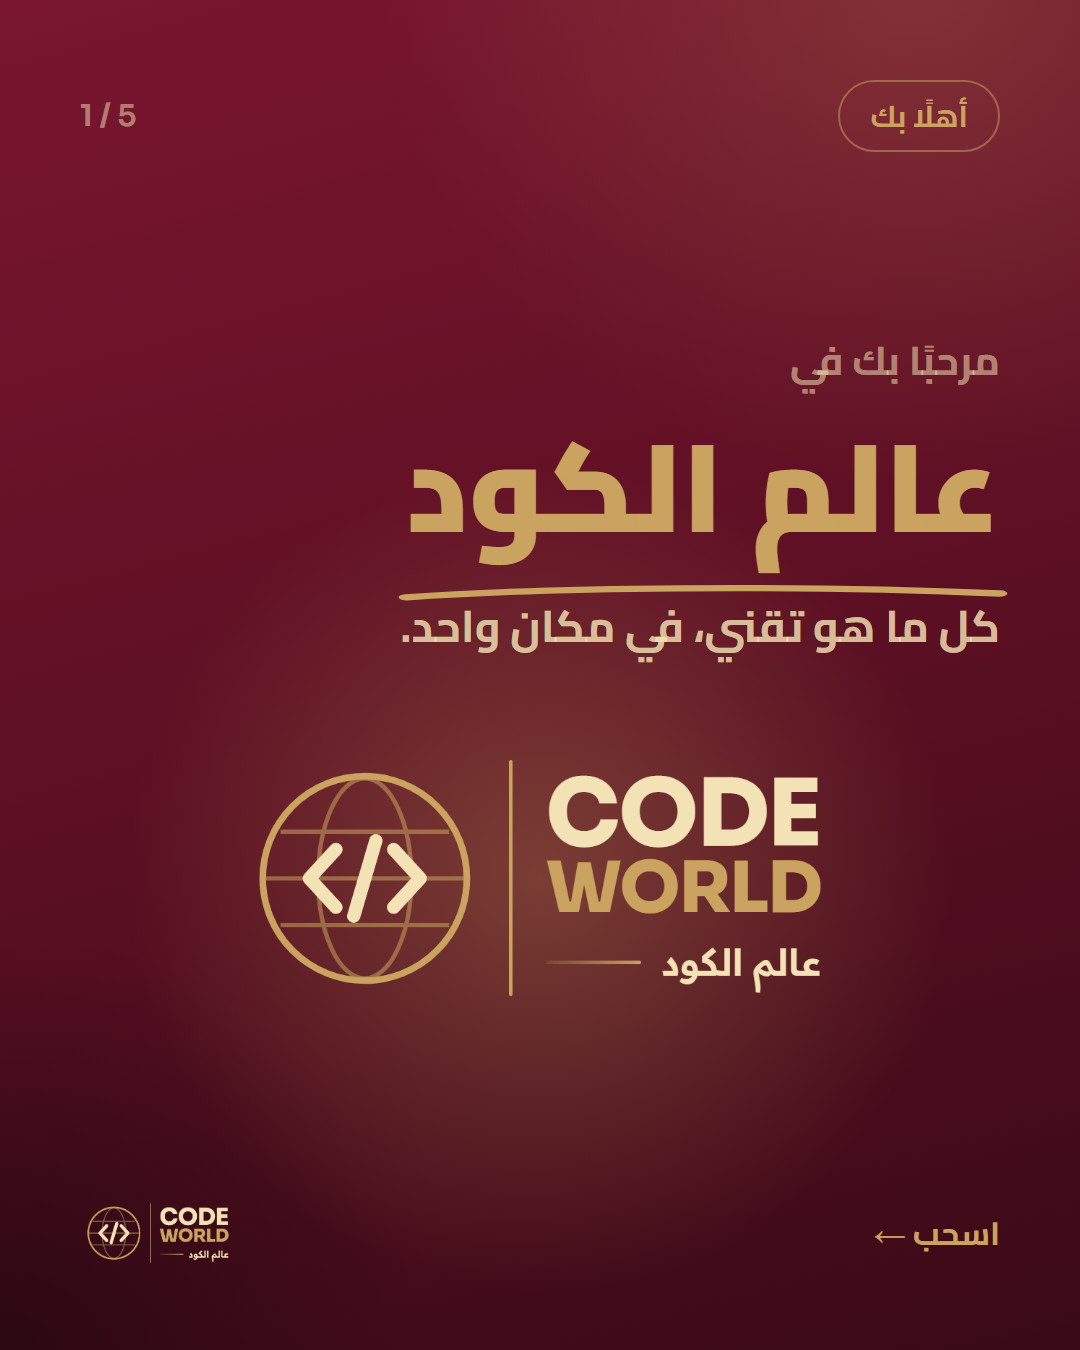 أهلًا بك
1 / 5
مرحبًا بك في
عالم الكود
كل ما هو تقني، في مكان واحد.
</>
CODE
WORLD
عالم الكود
اسحب ←
</>
CODE
WORLD
عالم الكود